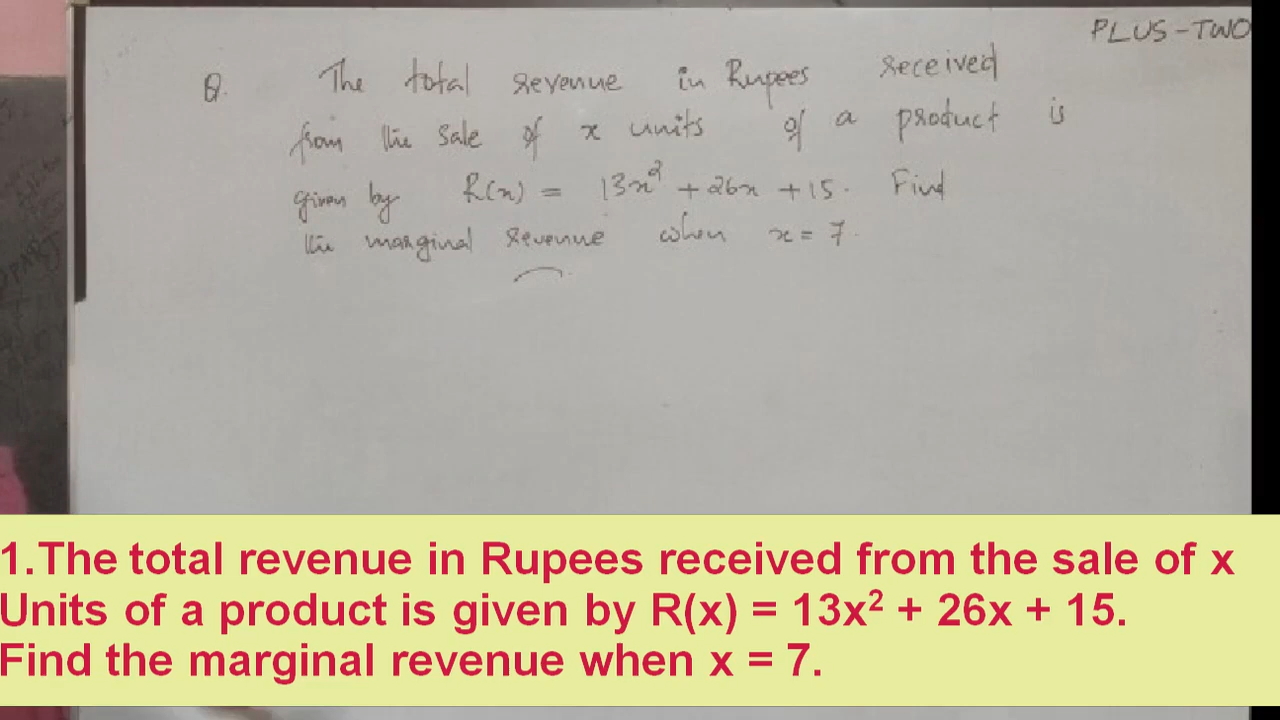 PLUS-TWO
Q. The total revenue in Rupees received
from the sale of x units of a product is
given by R(x) = 13x² + 26x + 15. Find
the marginal revenue when x = 7.
1.The total revenue in Rupees received from the sale of x
Units of a product is given by R(x) = 13x² + 26x + 15.
Find the marginal revenue when x = 7.